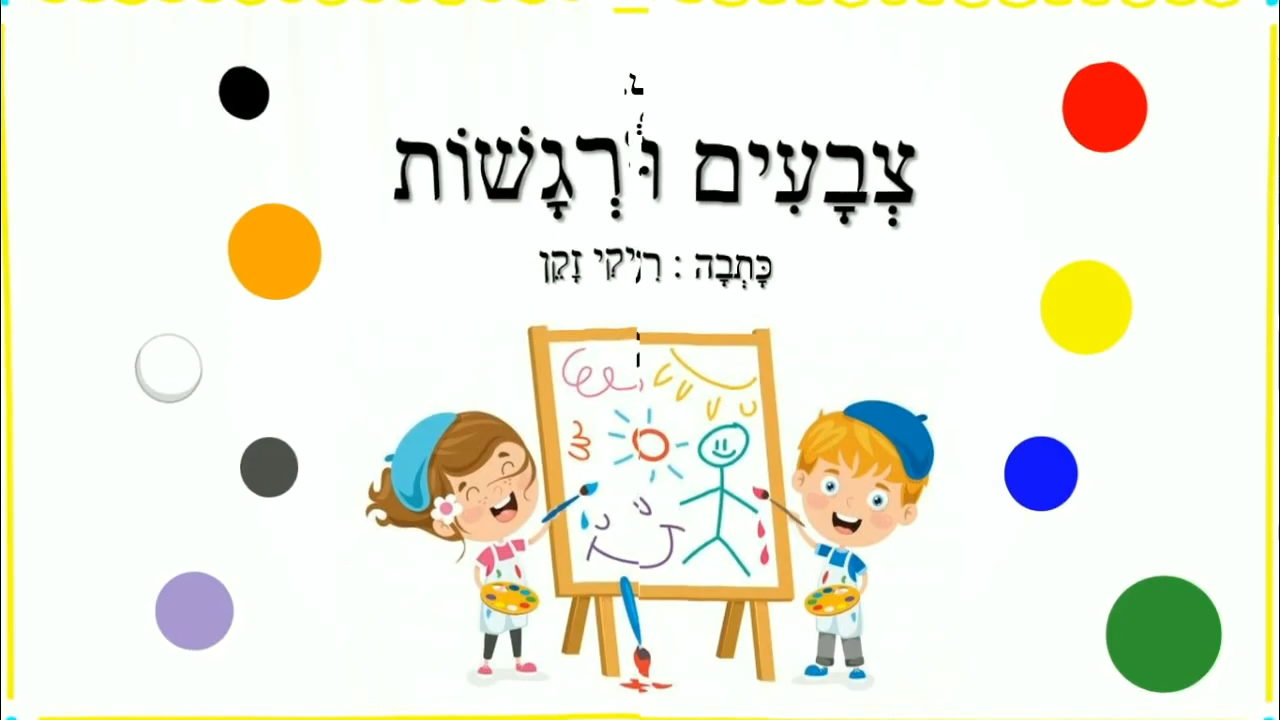 צְבָעִים וּרְגָשׁוֹת
כָּתְבָה : רִיקִי זָקֵן